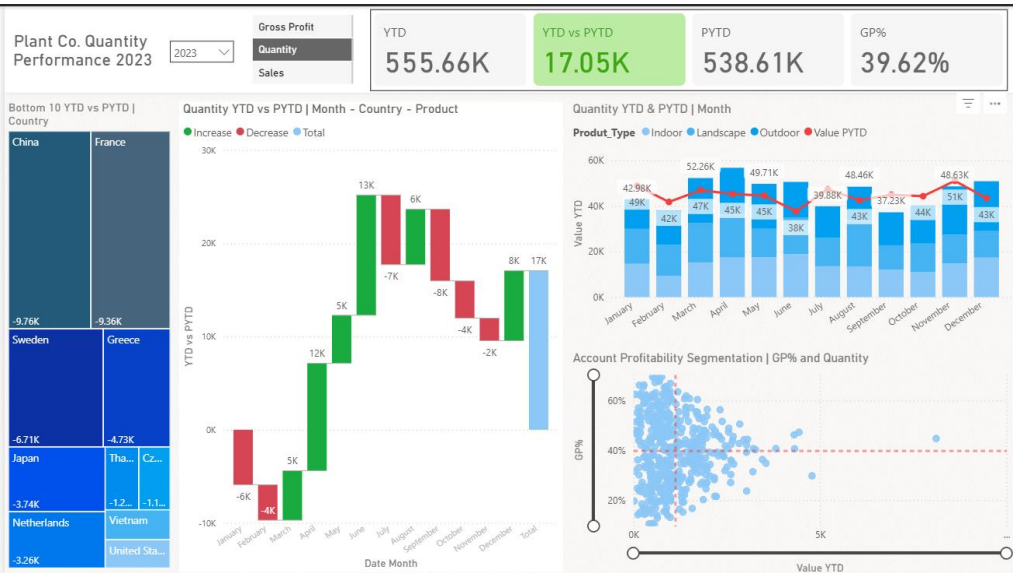 Plant Co. Quantity
Performance 2023
2023
Gross Profit
Quantity
Sales
YTD
555.66K
YTD vs PYTD
17.05K
PYTD
538.61K
GP%
39.62%
Bottom 10 YTD vs PYTD |
Country
China
-9.76K
France
-9.36K
Sweden
-6.71K
Greece
-4.73K
Japan
-3.74K
Tha...
-1.2...
Cz...
-1.1...
Netherlands
-3.26K
Vietnam
United Sta...
Quantity YTD vs PYTD | Month - Country - Product
Increase Decrease Total
30K
20K
10K
0K
-10K
YTD vs PYTD
-6K
-4K
5K
12K
5K
13K
-7K
6K
-8K
-4K
-2K
8K
17K
January
February
March
April
May
June
July
August
September
October
November
December
Total
Date Month
Quantity YTD & PYTD | Month
Produt_Type Indoor Landscape Outdoor Value PYTD
60K
40K
20K
0K
Value YTD
42.98K
49K
42K
52.26K
47K
45K
49.71K
45K
38K
39.88K
48.46K
43K
37.23K
44K
48.63K
51K
43K
January
February
March
April
May
June
July
August
September
October
November
December
Account Profitability Segmentation | GP% and Quantity
60%
40%
20%
GP%
0K
5K
...
Value YTD